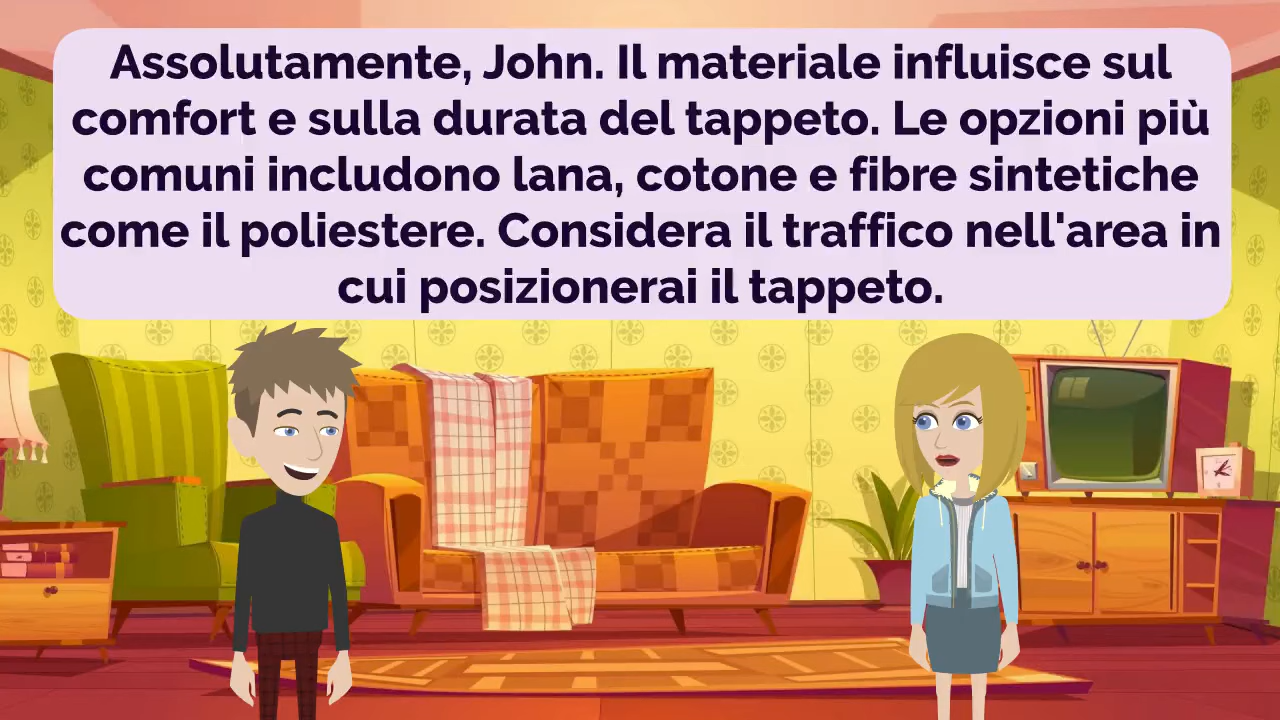 Assolutamente, John. Il materiale influisce sul
comfort e sulla durata del tappeto. Le opzioni più
comuni includono lana, cotone e fibre sintetiche
come il poliestere. Considera il traffico nell'area in
cui posizionerai il tappeto.